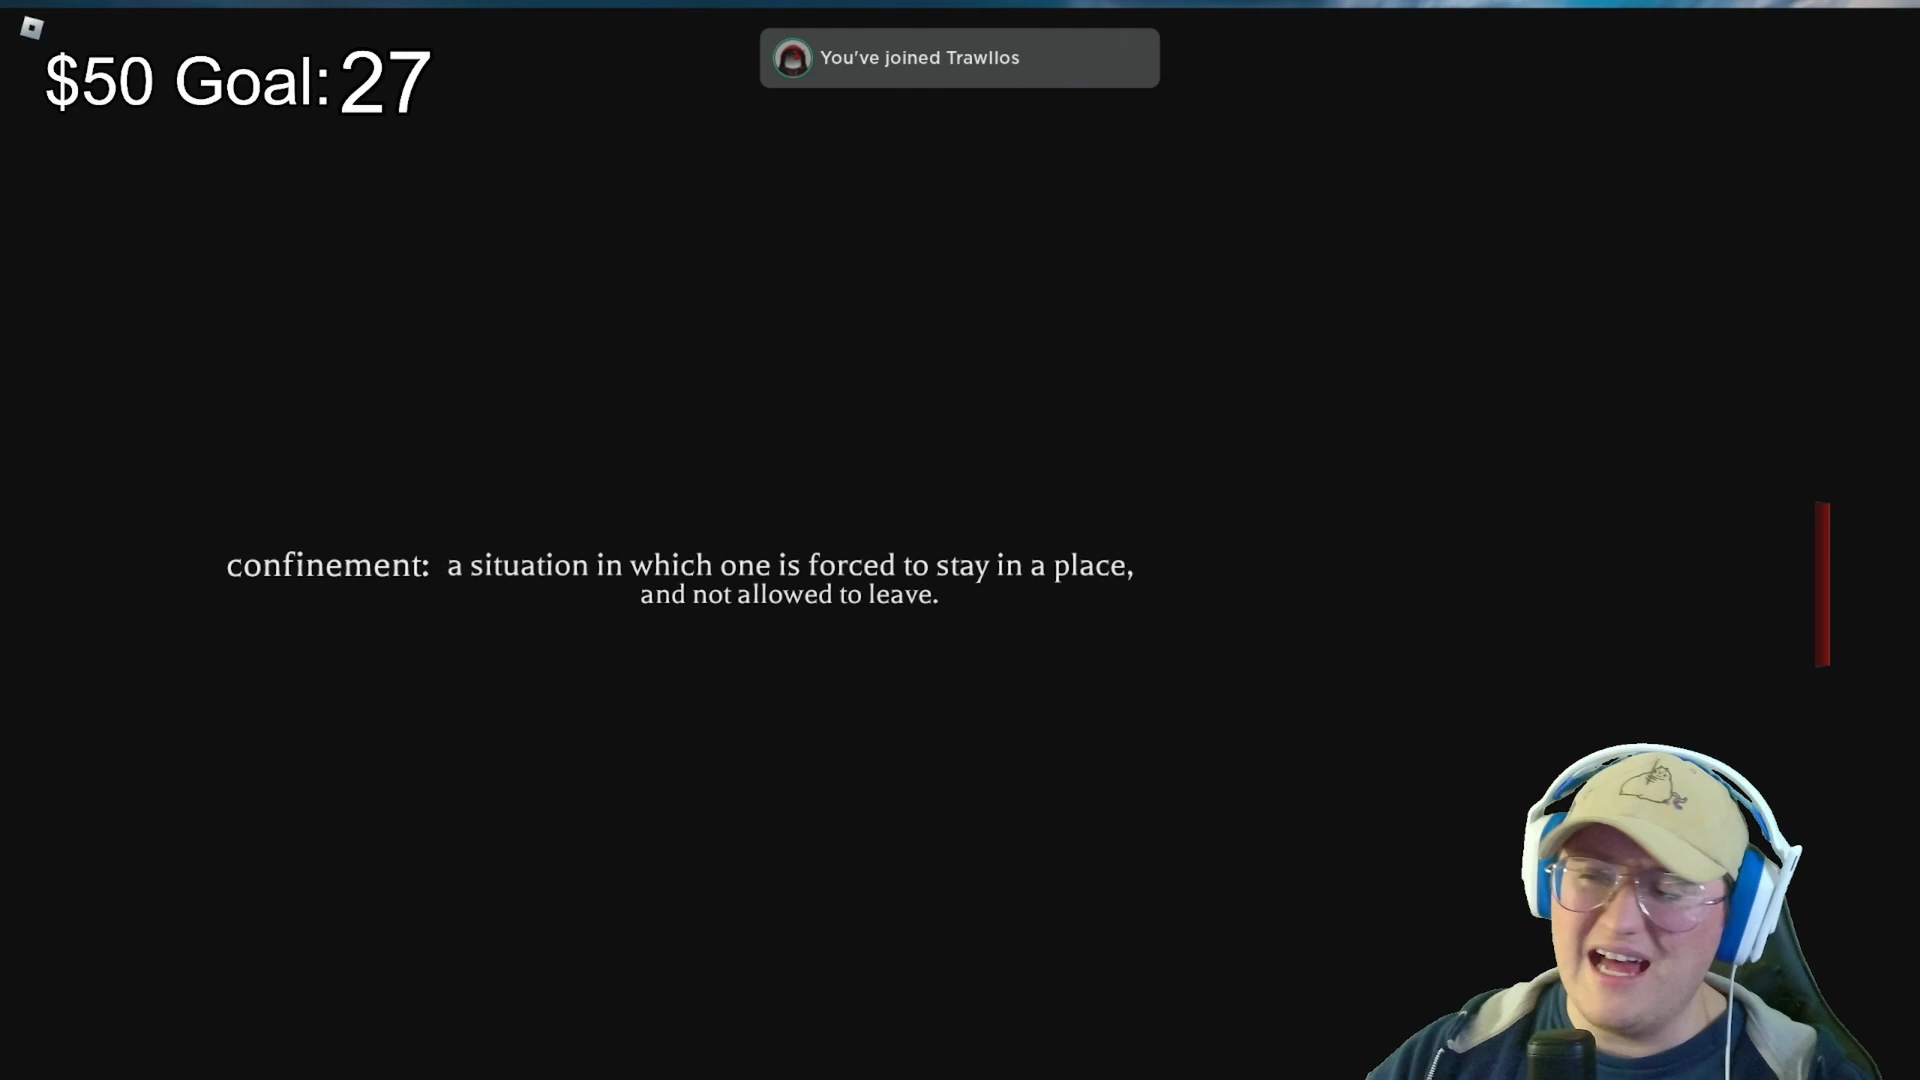 You've joined Trawllos
$50 Goal: 27
confinement: a situation in which one is forced to stay in a place,
and not allowed to leave.